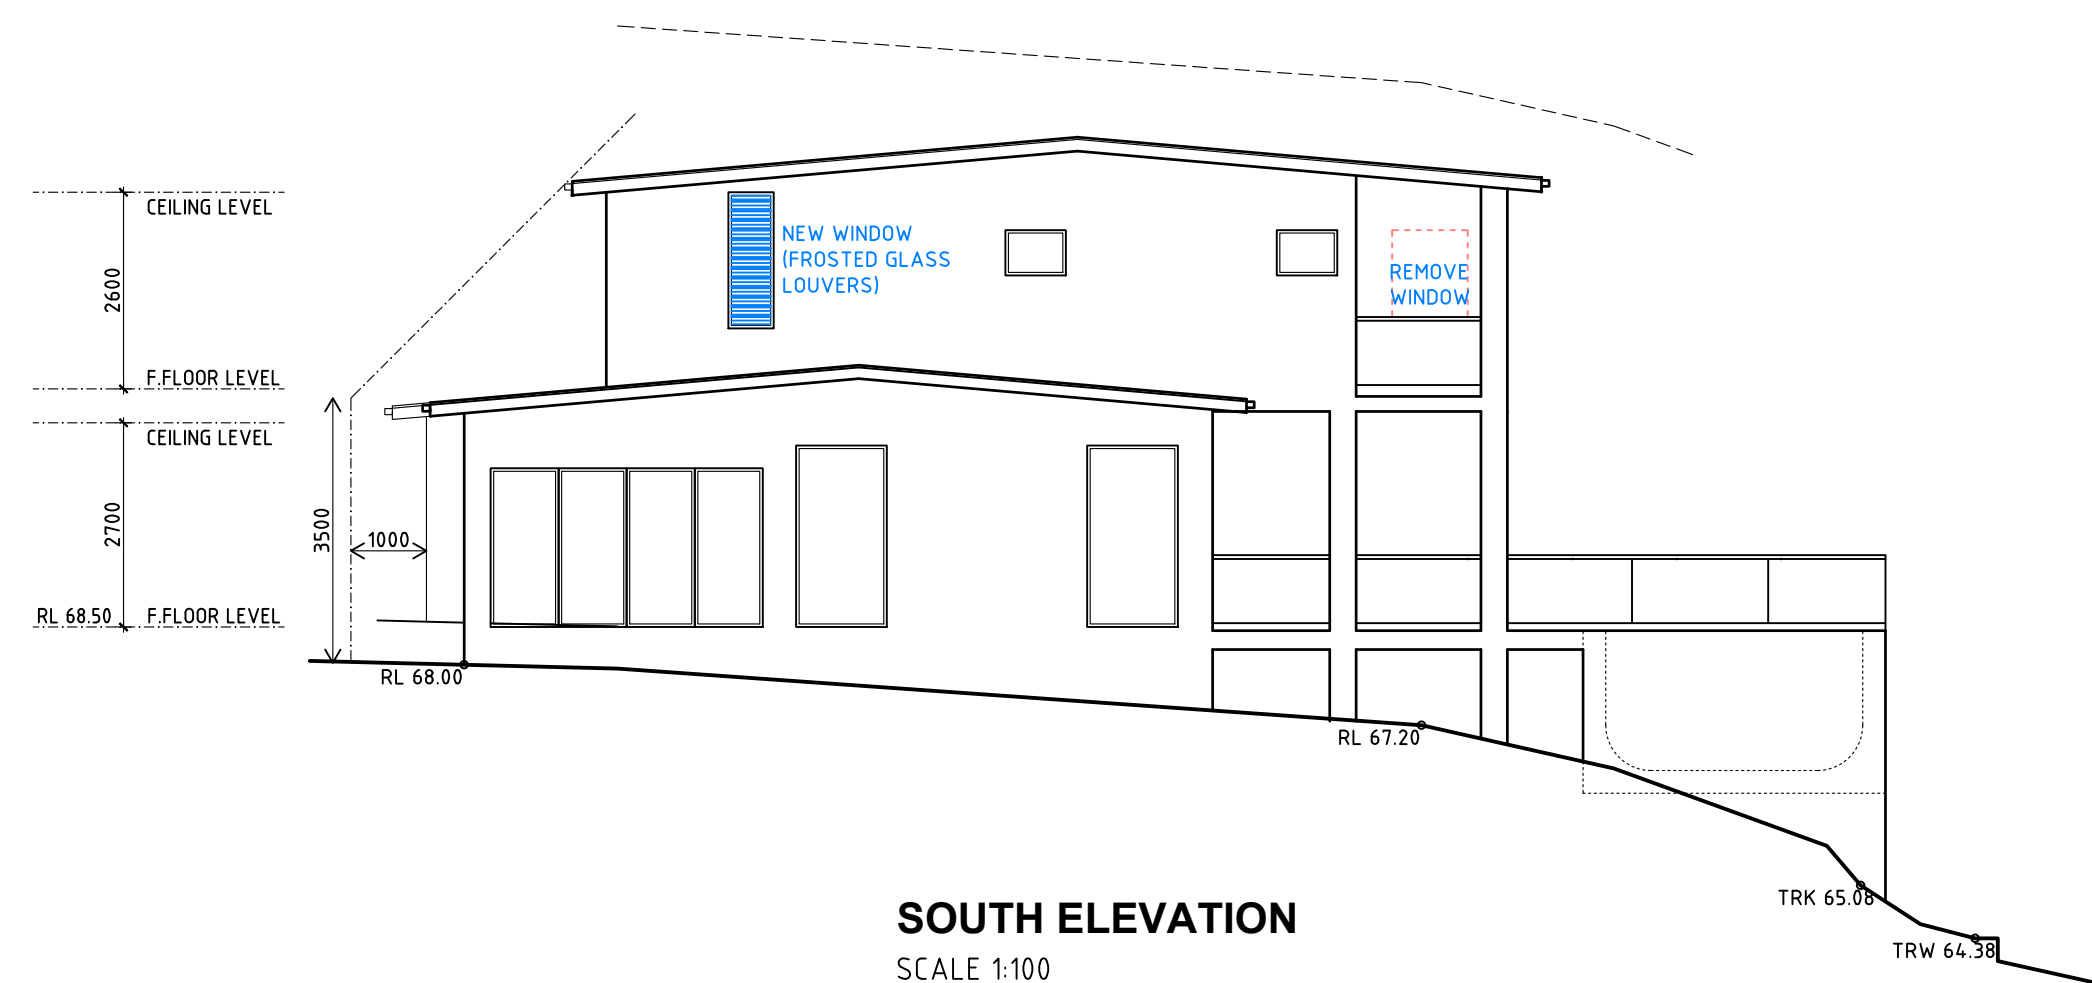 CEILING LEVEL
2600
F.FLOOR LEVEL
CEILING LEVEL
2700
RL 68.50 F.FLOOR LEVEL
3500
1000
RL 68.00
NEW WINDOW
(FROSTED GLASS
LOUVERS)
REMOVE
WINDOW
RL 67.20
TRK 65.08
TRW 64.38
SOUTH ELEVATION
SCALE 1:100